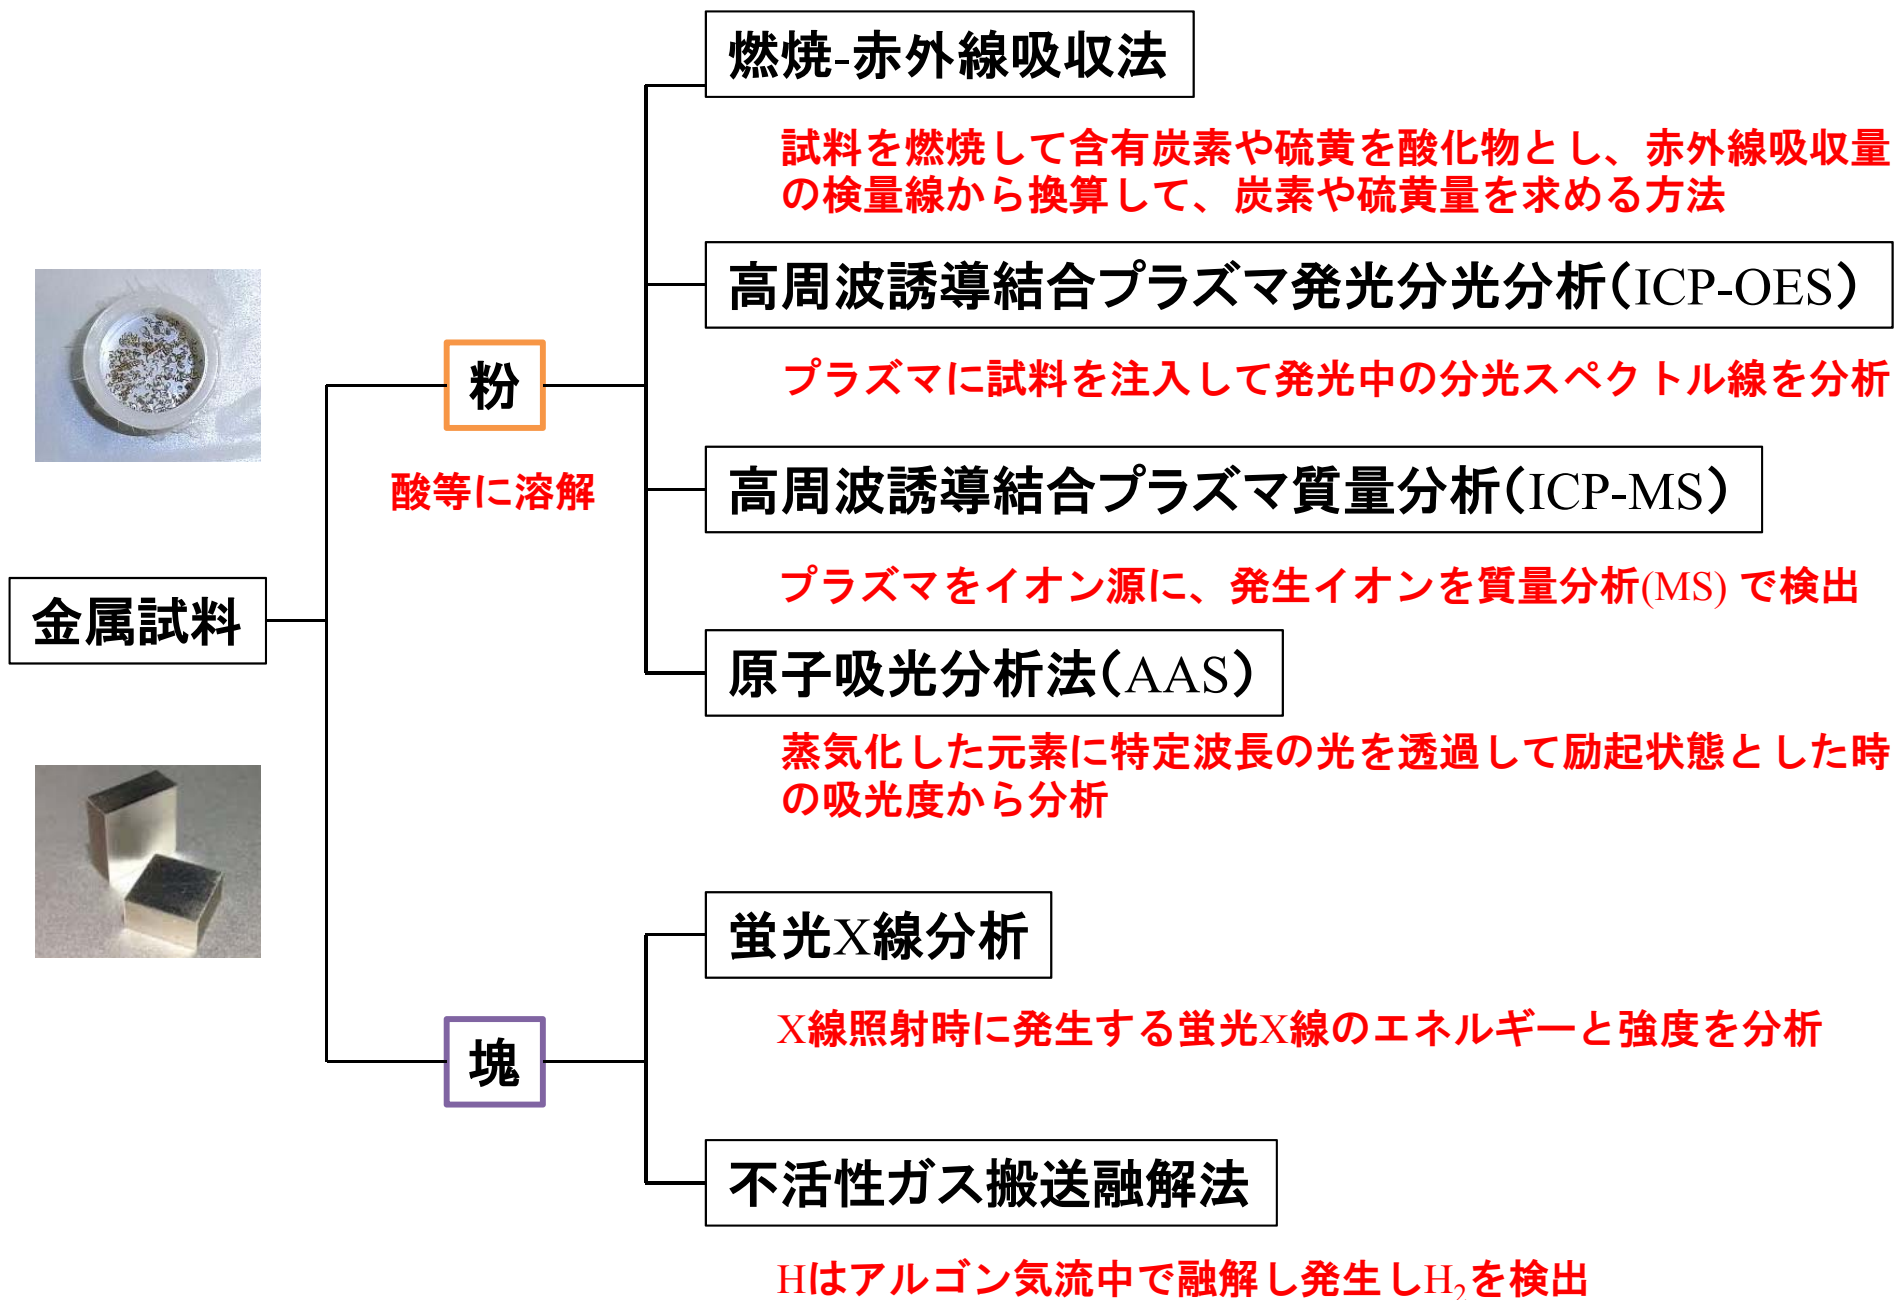 燃焼-赤外線吸収法
試料を燃焼して含有炭素や硫黄を酸化物とし、赤外線吸収量
の検量線から換算して、炭素や硫黄量を求める方法
高周波誘導結合プラズマ発光分光分析（ICP-OES）
粉
プラズマに試料を注入して発光中の分光スペクトル線を分析
酸等に溶解
高周波誘導結合プラズマ質量分析（ICP-MS）
プラズマをイオン源に、発生イオンを質量分析(MS) で検出
金属試料
原子吸光分析法（AAS）
蒸気化した元素に特定波長の光を透過して励起状態とした時
の吸光度から分析
蛍光X線分析
X線照射時に発生する蛍光X線のエネルギーと強度を分析
塊
不活性ガス搬送融解法
Hはアルゴン気流中で融解し発生しH₂を検出